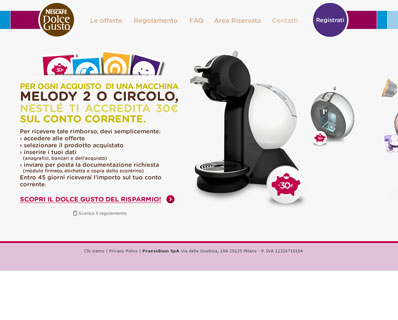 NESCAFÉ
Dolce
Gusto
Le offerte
Regolamento
FAQ
Area Riservata
Contatti
Registrati
PER OGNI ACQUISTO DI UNA MACCHINA
MELODY 2 O CIRCOLO,
NESTLÉ TI ACCREDITA 30€
SUL CONTO CORRENTE.
Per ricevere tale rimborso, devi semplicemente:
› accedere alle offerte
› selezionare il prodotto acquistato
› inserire i tuoi dati
(anagrafici, bancari e dell'acquisto)
› inviare per posta la documentazione richiesta
(modulo firmato, etichetta e copia dello scontrino)
Entro 45 giorni riceverai l'importo sul tuo conto
corrente.
-30€
SCOPRI IL DOLCE GUSTO DEL RISPARMIO!
Scarica il regolamento
Chi siamo | Privacy Policy | Praesidium SpA Via della Giustizia, 10A 20125 Milano - P. IVA 12306710154